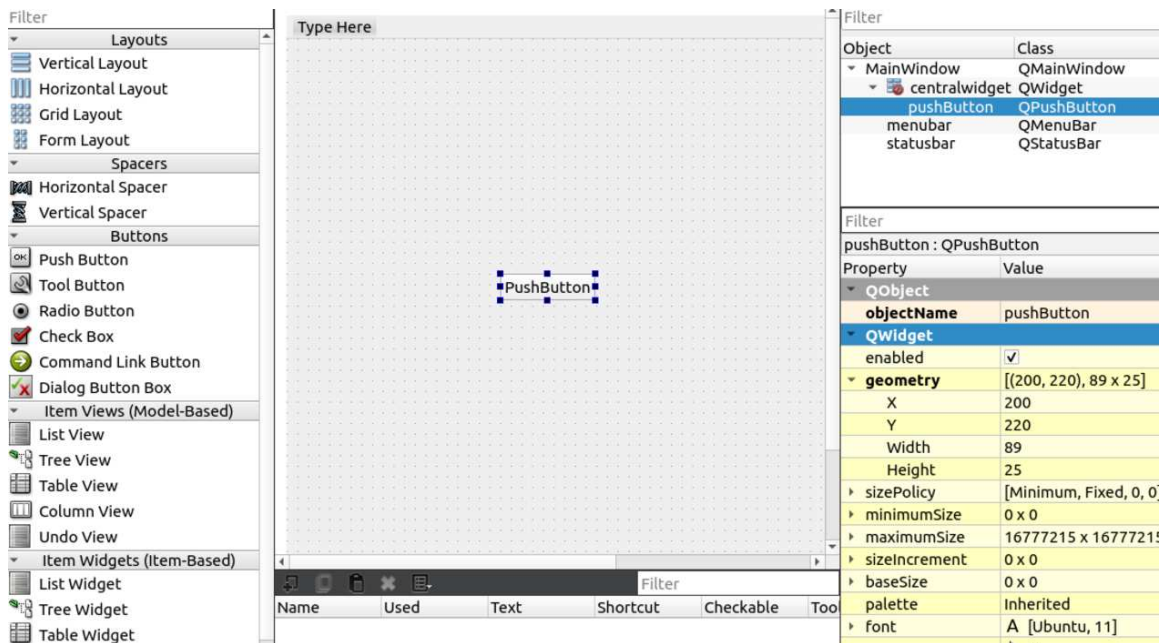 Filter
Layouts
Vertical Layout
Horizontal Layout
Grid Layout
Form Layout
Spacers
Horizontal Spacer
Vertical Spacer
Buttons
OK Push Button
Tool Button
Radio Button
Check Box
Command Link Button
Dialog Button Box
Item Views (Model-Based)
List View
Tree View
Table View
Column View
Undo View
Item Widgets (Item-Based)
List Widget
Tree Widget
Table Widget
Type Here
PushButton
Filter
Name Used Text Shortcut Checkable Too
Filter
Object Class
MainWindow QMainWindow
centralwidget QWidget
pushButton QPushButton
menubar QMenuBar
statusbar QStatusBar
Filter
pushButton : QPushButton
Property Value
QObject
objectName pushButton
QWidget
enabled
geometry [(200, 220), 89 x 25]
X 200
Y 220
Width 89
Height 25
sizePolicy [Minimum, Fixed, 0, 0]
minimumSize 0 x 0
maximumSize 16777215 x 16777215
sizeIncrement 0 x 0
baseSize 0 x 0
palette Inherited
font A [Ubuntu, 11]